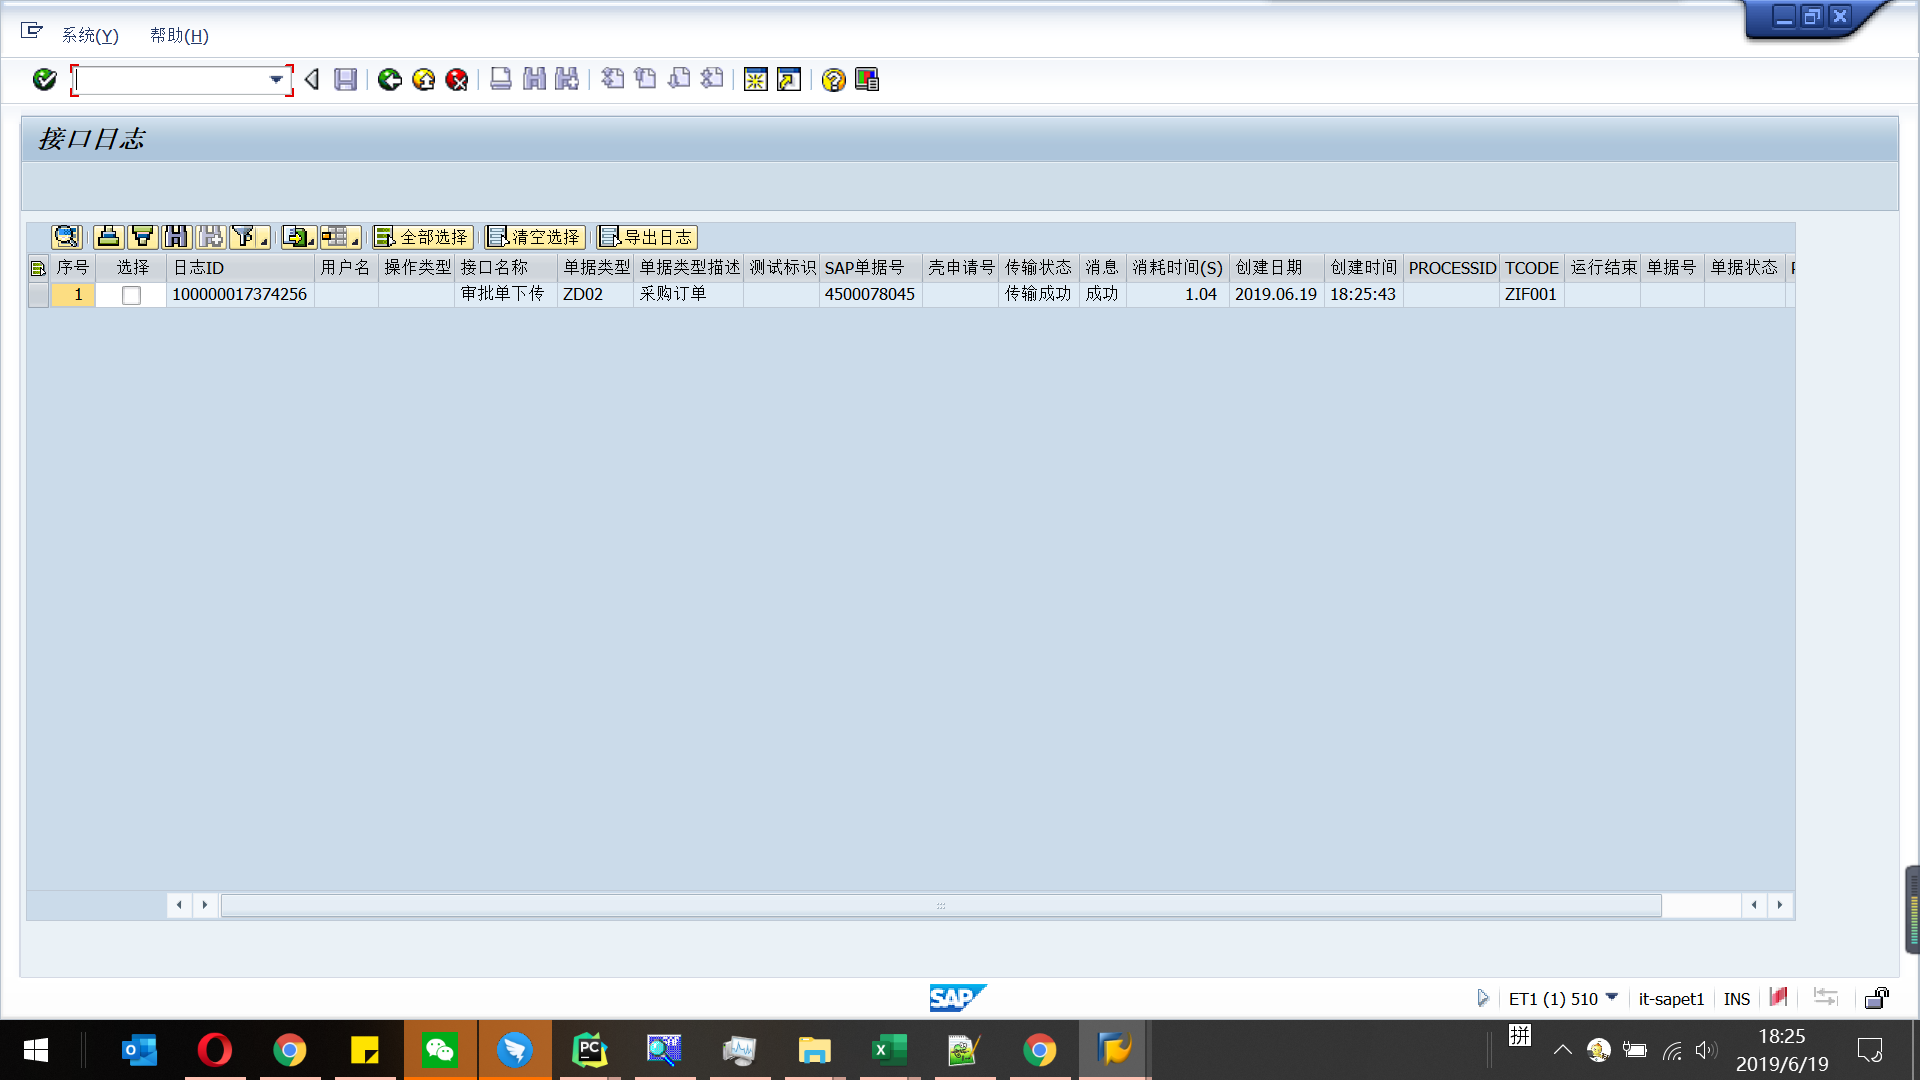 系统(Y) 帮助(H)
接口日志
全部选择 清空选择 导出日志
序号 选择 日志ID 用户名 操作类型 接口名称 单据类型 单据类型描述 测试标识 SAP单据号 壳申请号 传输状态 消息 消耗时间(S) 创建日期 创建时间 PROCESSID TCODE 运行结束 单据号 单据状态
1 100000017374256 审批单下传 ZD02 采购订单 4500078045 传输成功 成功 1.04 2019.06.19 18:25:43 ZIF001
SAP
ET1 (1) 510 it-sapet1 INS
拼
18:25
2019/6/19